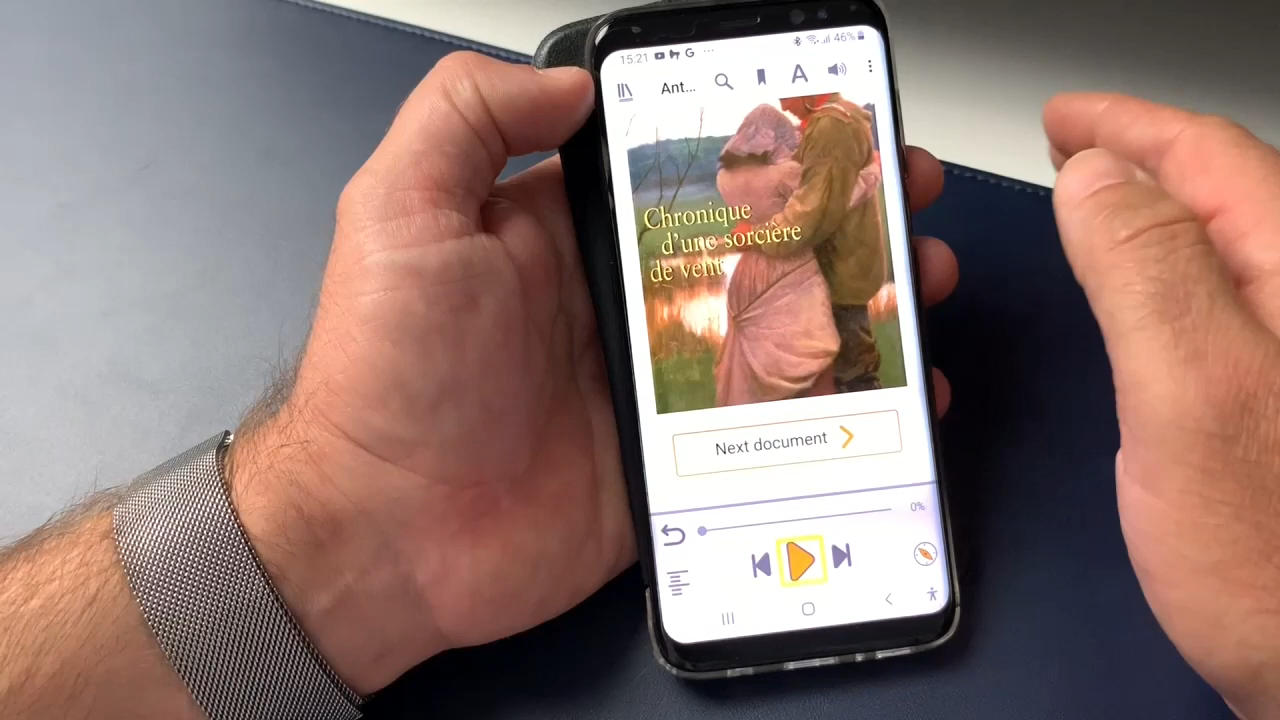 15:21 G ... 46%
Ant... A
Chronique
d'une sorcière
de vent
Next document
0%